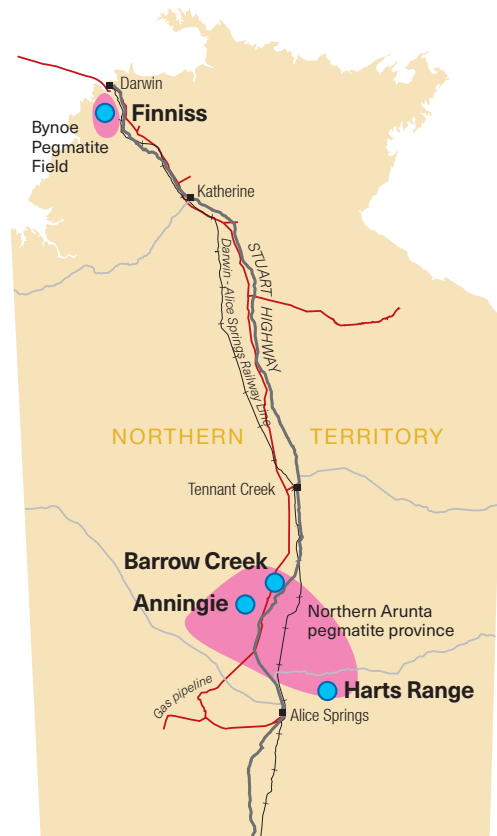 Darwin
Finniss
Bynoe
Pegmatite
Field
Katherine
STUART HIGHWAY
Darwin - Alice Springs Railway Line
NORTHERN TERRITORY
Tennant Creek
Barrow Creek
Anningie
Northern Arunta
pegmatite province
Harts Range
Gas pipeline
Alice Springs